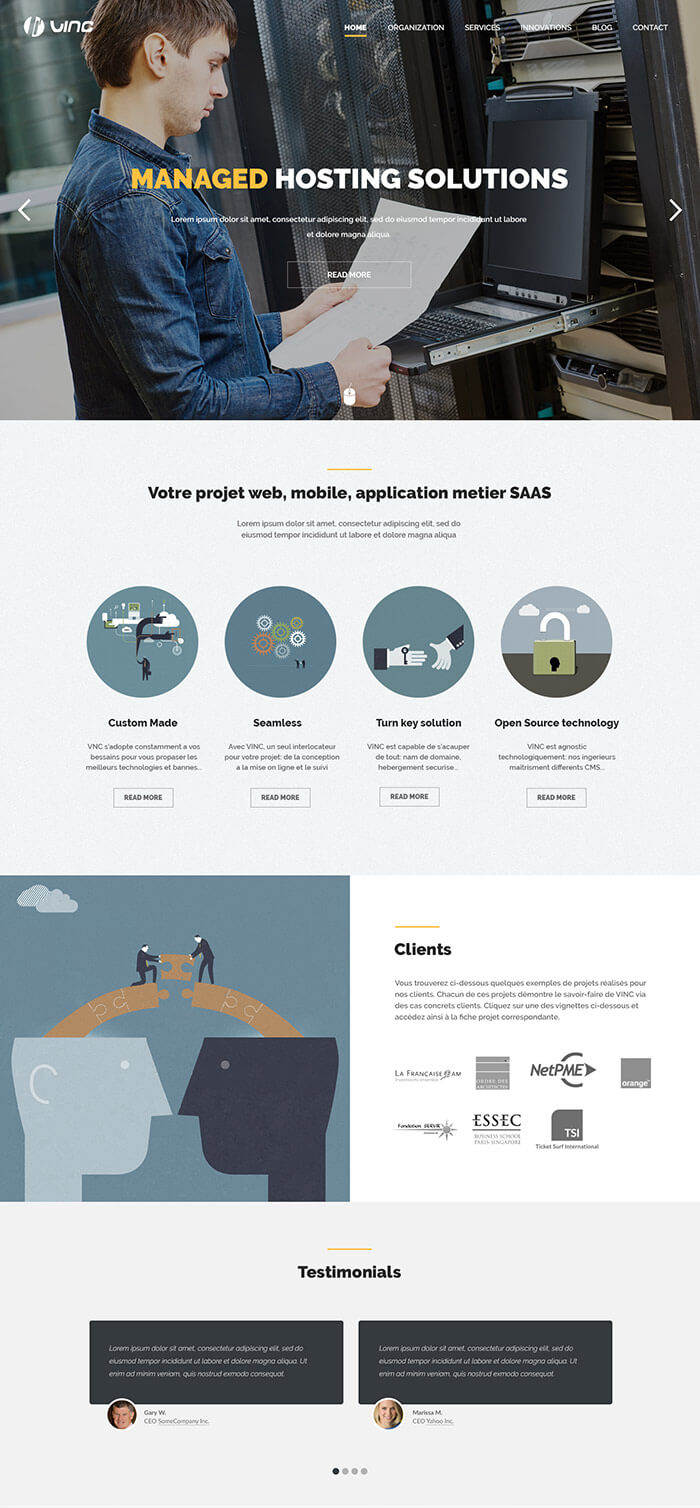 VINC
HOME ORGANIZATION SERVICES INNOVATIONS BLOG CONTACT
MANAGED HOSTING SOLUTIONS
Lorem ipsum dolor sit amet, consectetur adipiscing elit, sed do eiusmod tempor incididunt ut labore
et dolore magna aliqua.
READ MORE
Votre projet web, mobile, application metier SAAS
Lorem ipsum dolor sit amet, consectetur adipiscing elit, sed do
eiusmod tempor incididunt ut labore et dolore magna aliqua
Custom Made
VNC s'adopte constamment a vos
bessains pour vous propaser les
meilleurs technologies et bannes...
READ MORE
Seamless
Avec VINC, un seul interlocateur
pour votre projet: de la conception
a la mise on ligne et le suivi
READ MORE
Turn key solution
VINC est capable de s'acauper
de tout: nam de domaine,
hebergement securise...
READ MORE
Open Source technology
VINC est agnostic
technologiquement: nos ingerieurs
maitrisment differents CMS...
READ MORE
Clients
Vous trouverez ci-dessous quelques exemples de projets réalisés pour
nos clients. Chacun de ces projets démontre le savoir-faire de VINC via
des cas concrets clients. Cliquez sur une des vignettes ci-dessous et
accédez ainsi à la fiche projet correspondante.
LA FRANÇAISE AM
investissons ensemble
ORDRE DES
ARCHITECTES
NetPME
orange
Fondation SERVIR
ESSEC
BUSINESS SCHOOL
PARIS-SINGAPORE
TSI
Ticket Surf International
Testimonials
Lorem ipsum dolor sit amet, consectetur adipiscing elit, sed do
eiusmod tempor incididunt ut labore et dolore magna aliqua. Ut
enim ad minim veniam, quis nostrud exmodo consequat.
Gary W.
CEO SomeCompany Inc.
Lorem ipsum dolor sit amet, consectetur adipiscing elit, sed do
eiusmod tempor incididunt ut labore et dolore magna aliqua. Ut
enim ad minim veniam, quis nostrud exmodo consequat.
Marissa M.
CEO Yahoo Inc.